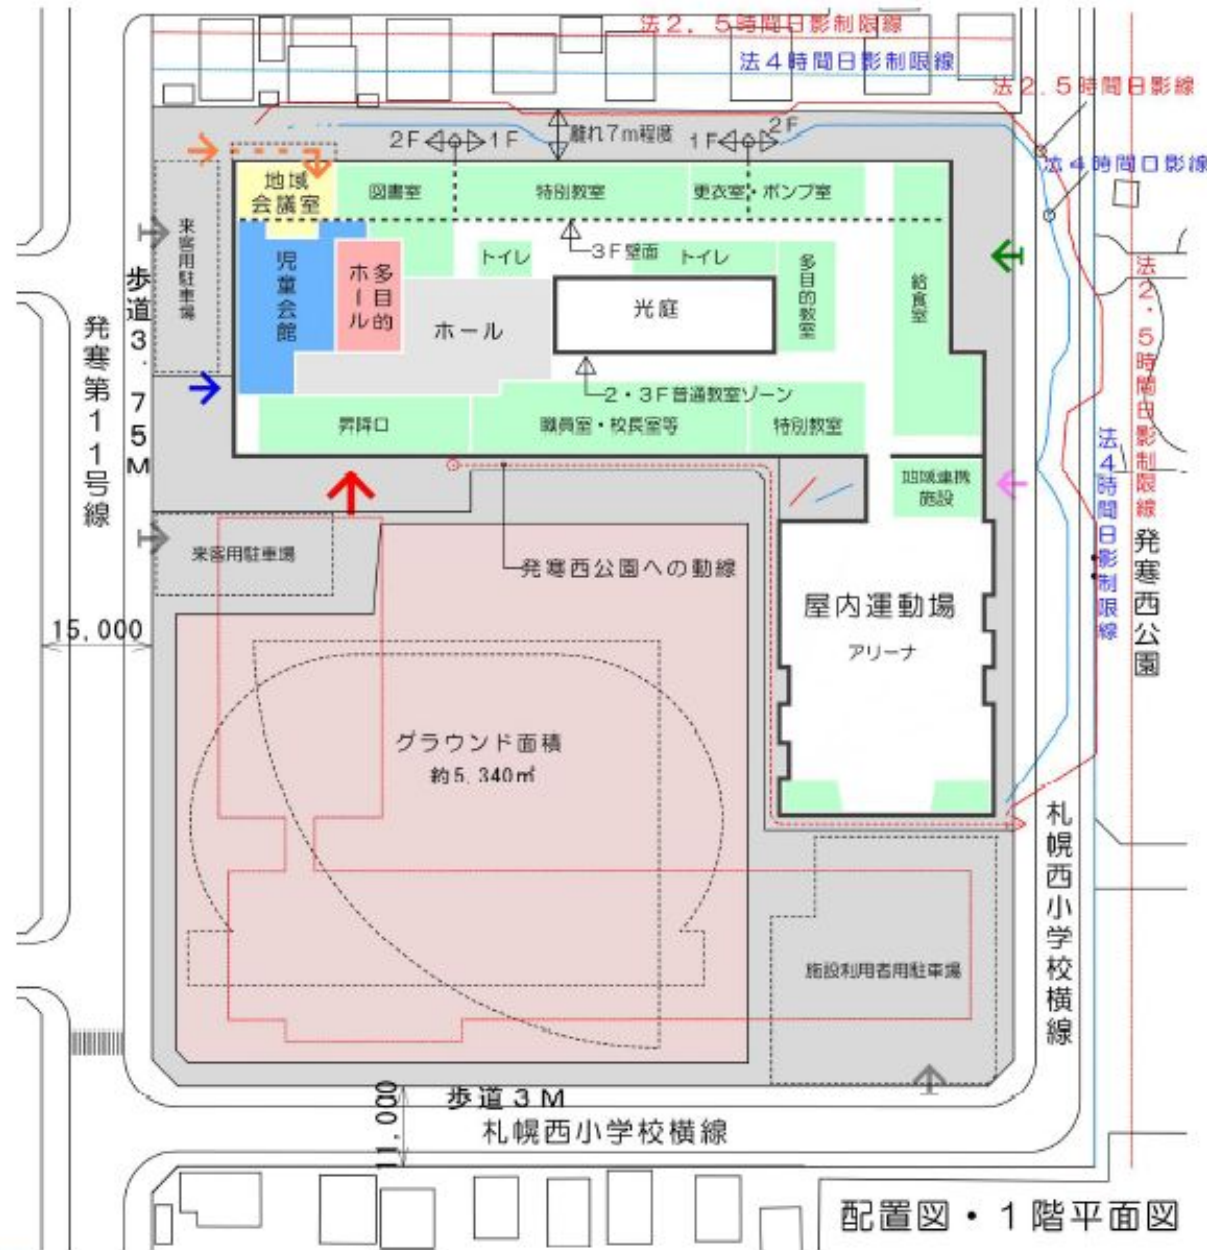 法２．５時間日影制限線
法４時間日影制限線
法２.５時間日影線
法４時間日影線
2F
1F
離れ7m程度
1F
2F
地域
会議室
図書室
特別教室
更衣室・ポンプ室
来客用駐車場
歩道３．７５Ｍ
発寒第１１号線
児童会館
多目的
ホール
トイレ
3F壁面
トイレ
多目的教室
給食室
ホール
光庭
2・3F普通教室ゾーン
昇降口
職員室・校長室等
特別教室
地域連携
施設
法２．５時間日影制限線
法４時間日影制限線
発寒西公園
来客用駐車場
発寒西公園への動線
屋内運動場
アリーナ
15,000
グラウンド面積
約5,340㎡
札幌西小学校横線
施設利用者用駐車場
11,000
歩道３Ｍ
札幌西小学校横線
配置図・１階平面図